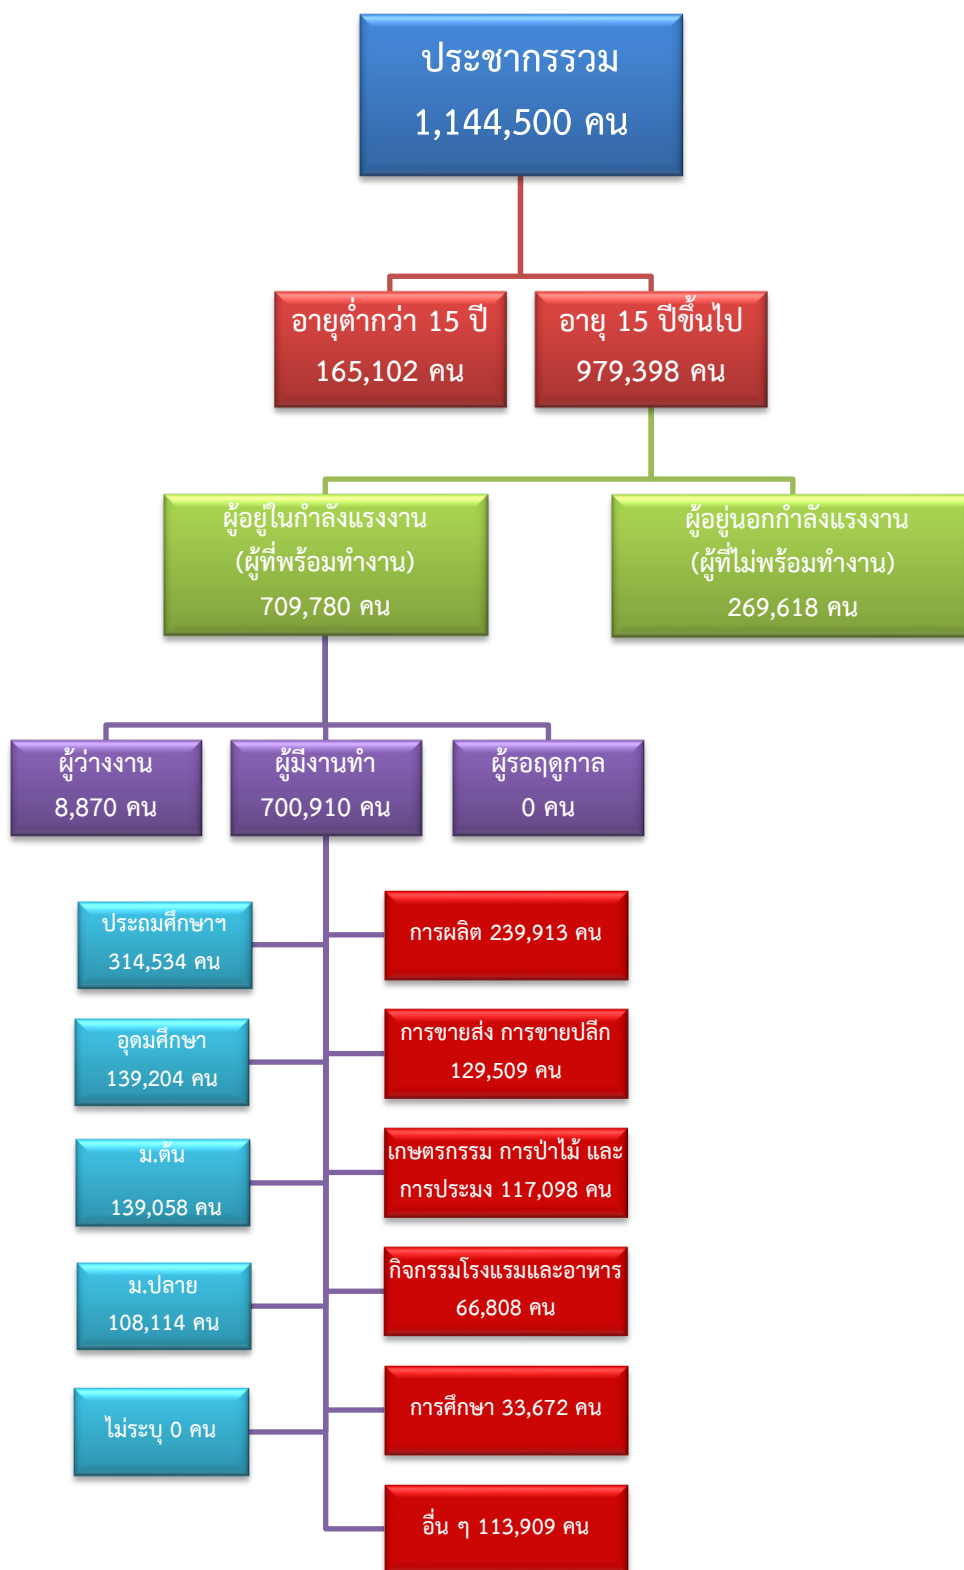 ประชากรรวม
1,144,500 คน
อายุต่ำกว่า 15 ปี
165,102 คน
อายุ 15 ปีขึ้นไป
979,398 คน
ผู้อยู่ในกำลังแรงงาน
(ผู้ที่พร้อมทำงาน)
709,780 คน
ผู้อยู่นอกกำลังแรงงาน
(ผู้ที่ไม่พร้อมทำงาน)
269,618 คน
ผู้ว่างงาน
8,870 คน
ผู้มีงานทำ
700,910 คน
ผู้รอฤดูกาล
0 คน
ประถมศึกษาฯ
314,534 คน
อุดมศึกษา
139,204 คน
ม.ต้น
139,058 คน
ม.ปลาย
108,114 คน
ไม่ระบุ 0 คน
การผลิต 239,913 คน
การขายส่ง การขายปลีก
129,509 คน
เกษตรกรรม การป่าไม้ และ
การประมง 117,098 คน
กิจกรรมโรงแรมและอาหาร
66,808 คน
การศึกษา 33,672 คน
อื่น ๆ 113,909 คน